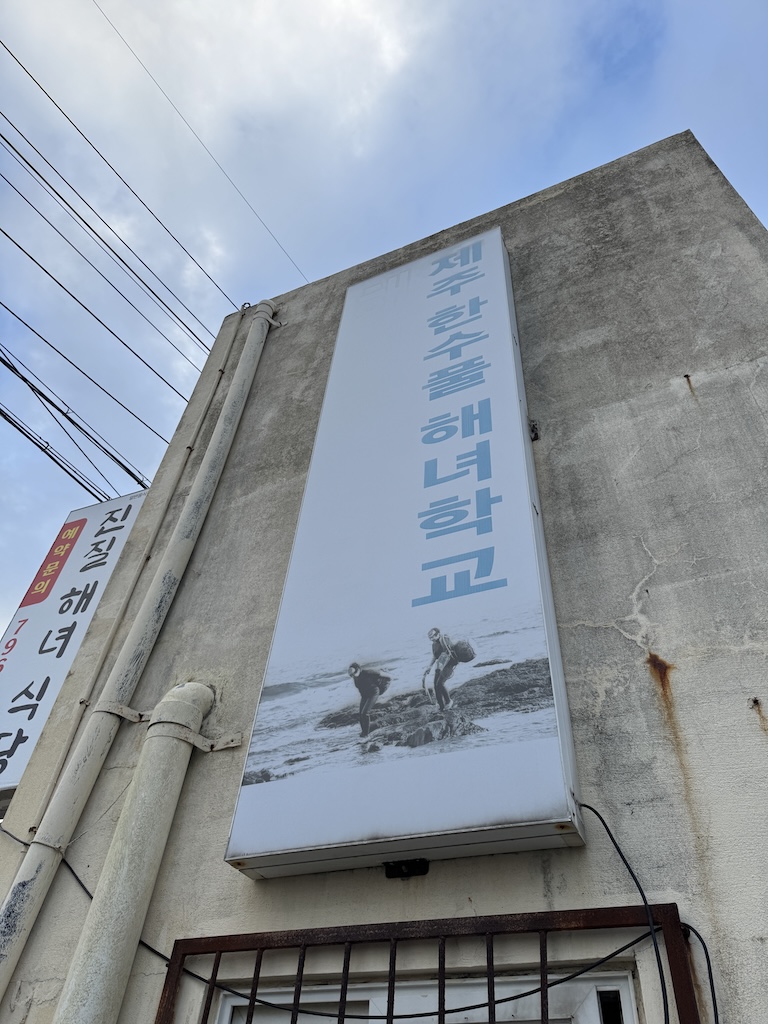 제주 한수풀 해녀학교
진질 해녀 식당
예약문의
796